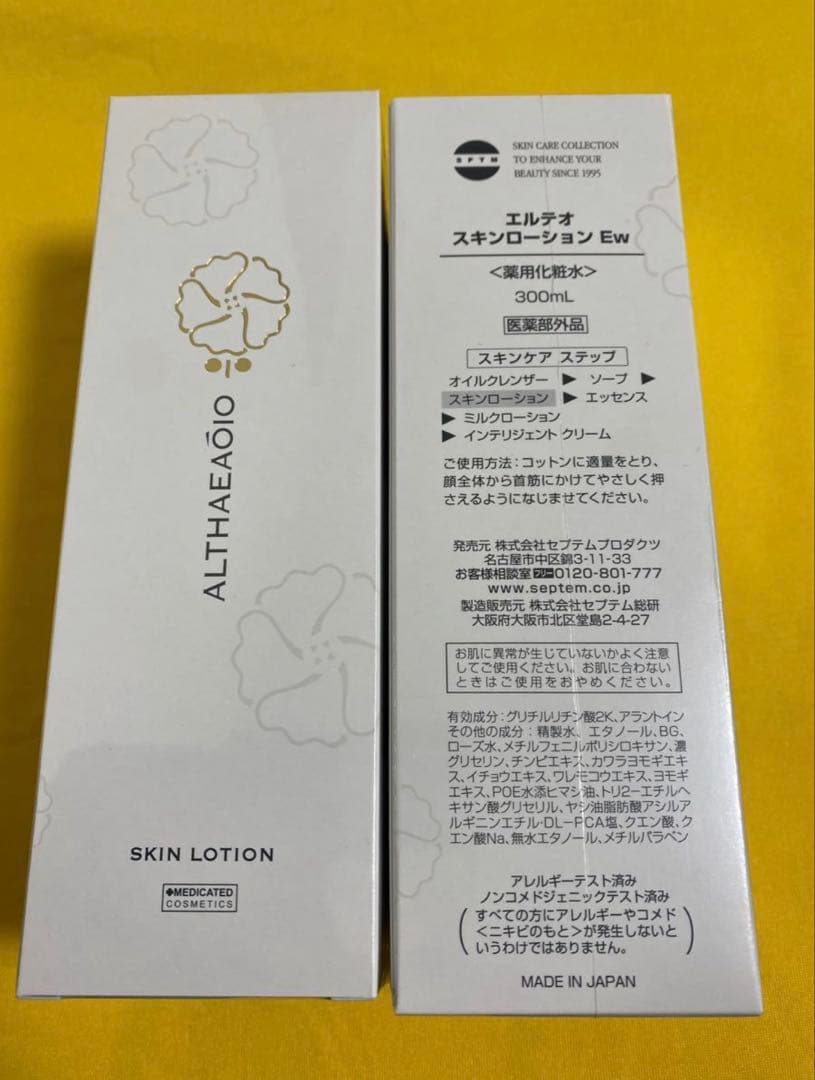 ALTHAEAOIO
SKIN LOTION
MEDICATED
COSMETICS
SPTM
SKIN CARE COLLECTION
TO ENHANCE YOUR
BEAUTY SINCE 1995
エルテオ
スキンローション Ew
<薬用化粧水>
300mL
医薬部外品
スキンケア ステップ
オイルクレンザー ▶ ソープ ▶
スキンローション ▶ エッセンス
▶ ミルクローション
▶ インテリジェント クリーム
ご使用方法:コットンに適量をとり、
顔全体から首筋にかけてやさしく押
さえるようになじませてください。
発売元 株式会社セプテムプロダクツ
名古屋市中区錦3-11-33
お客様相談室 フリー 0120-801-777
www.septem.co.jp
製造販売元 株式会社セプテム総研
大阪府大阪市北区堂島2-4-27
お肌に異常が生じていないかよく注意
してご使用ください。お肌に合わない
ときはご使用をおやめください。
有効成分:グリチルリチン酸2K、アラントイン
その他の成分:精製水、エタノール、BG、
ローズ水、メチルフェニルポリシロキサン、濃
グリセリン、チンピエキス、カワラヨモギエキ
ス、イチョウエキス、ワレモコウエキス、ヨモギ
エキス、POE水添ヒマシ油、トリ2-エチルヘ
キサン酸グリセリル、ヤシ油脂肪酸アシルア
ルギニンエチル・DL-PCA塩、クエン酸、ク
エン酸Na、無水エタノール、メチルパラベン
アレルギーテスト済み
ノンコメドジェニックテスト済み
(すべての方にアレルギーやコメド
<ニキビのもと>が発生しないと
いうわけではありません。)
MADE IN JAPAN